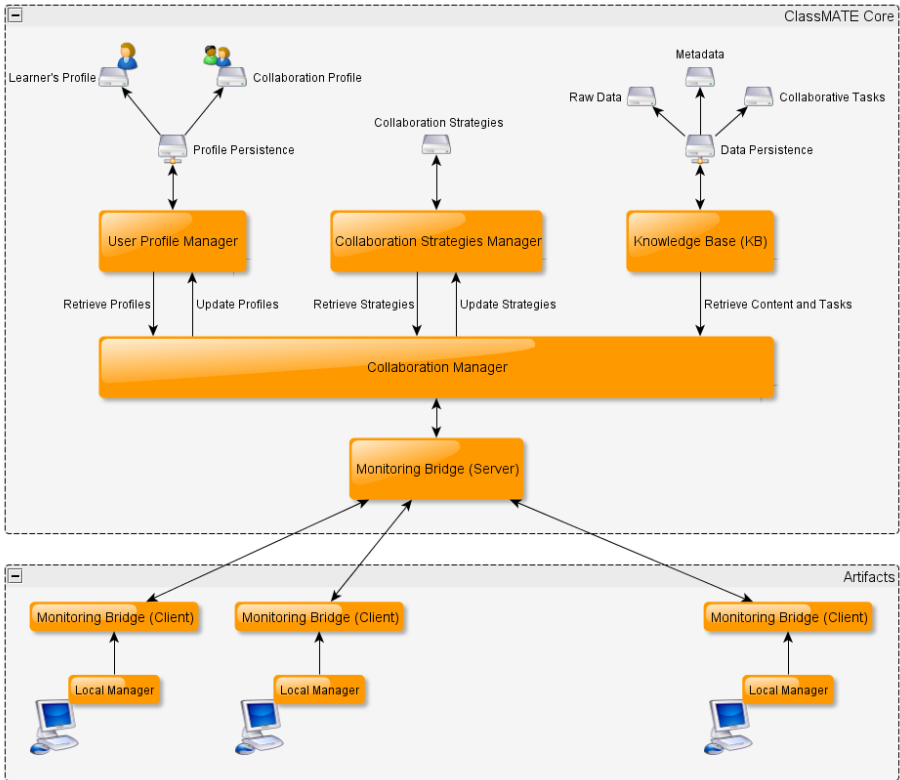 ClassMATE Core
Metadata
Learner's Profile
Collaboration Profile
Raw Data
Collaborative Tasks
Collaboration Strategies
Profile Persistence
Data Persistence
User Profile Manager
Collaboration Strategies Manager
Knowledge Base (KB)
Retrieve Profiles
Update Profiles
Retrieve Strategies
Update Strategies
Retrieve Content and Tasks
Collaboration Manager
Monitoring Bridge (Server)
Artifacts
Monitoring Bridge (Client)
Monitoring Bridge (Client)
Monitoring Bridge (Client)
Local Manager
Local Manager
Local Manager